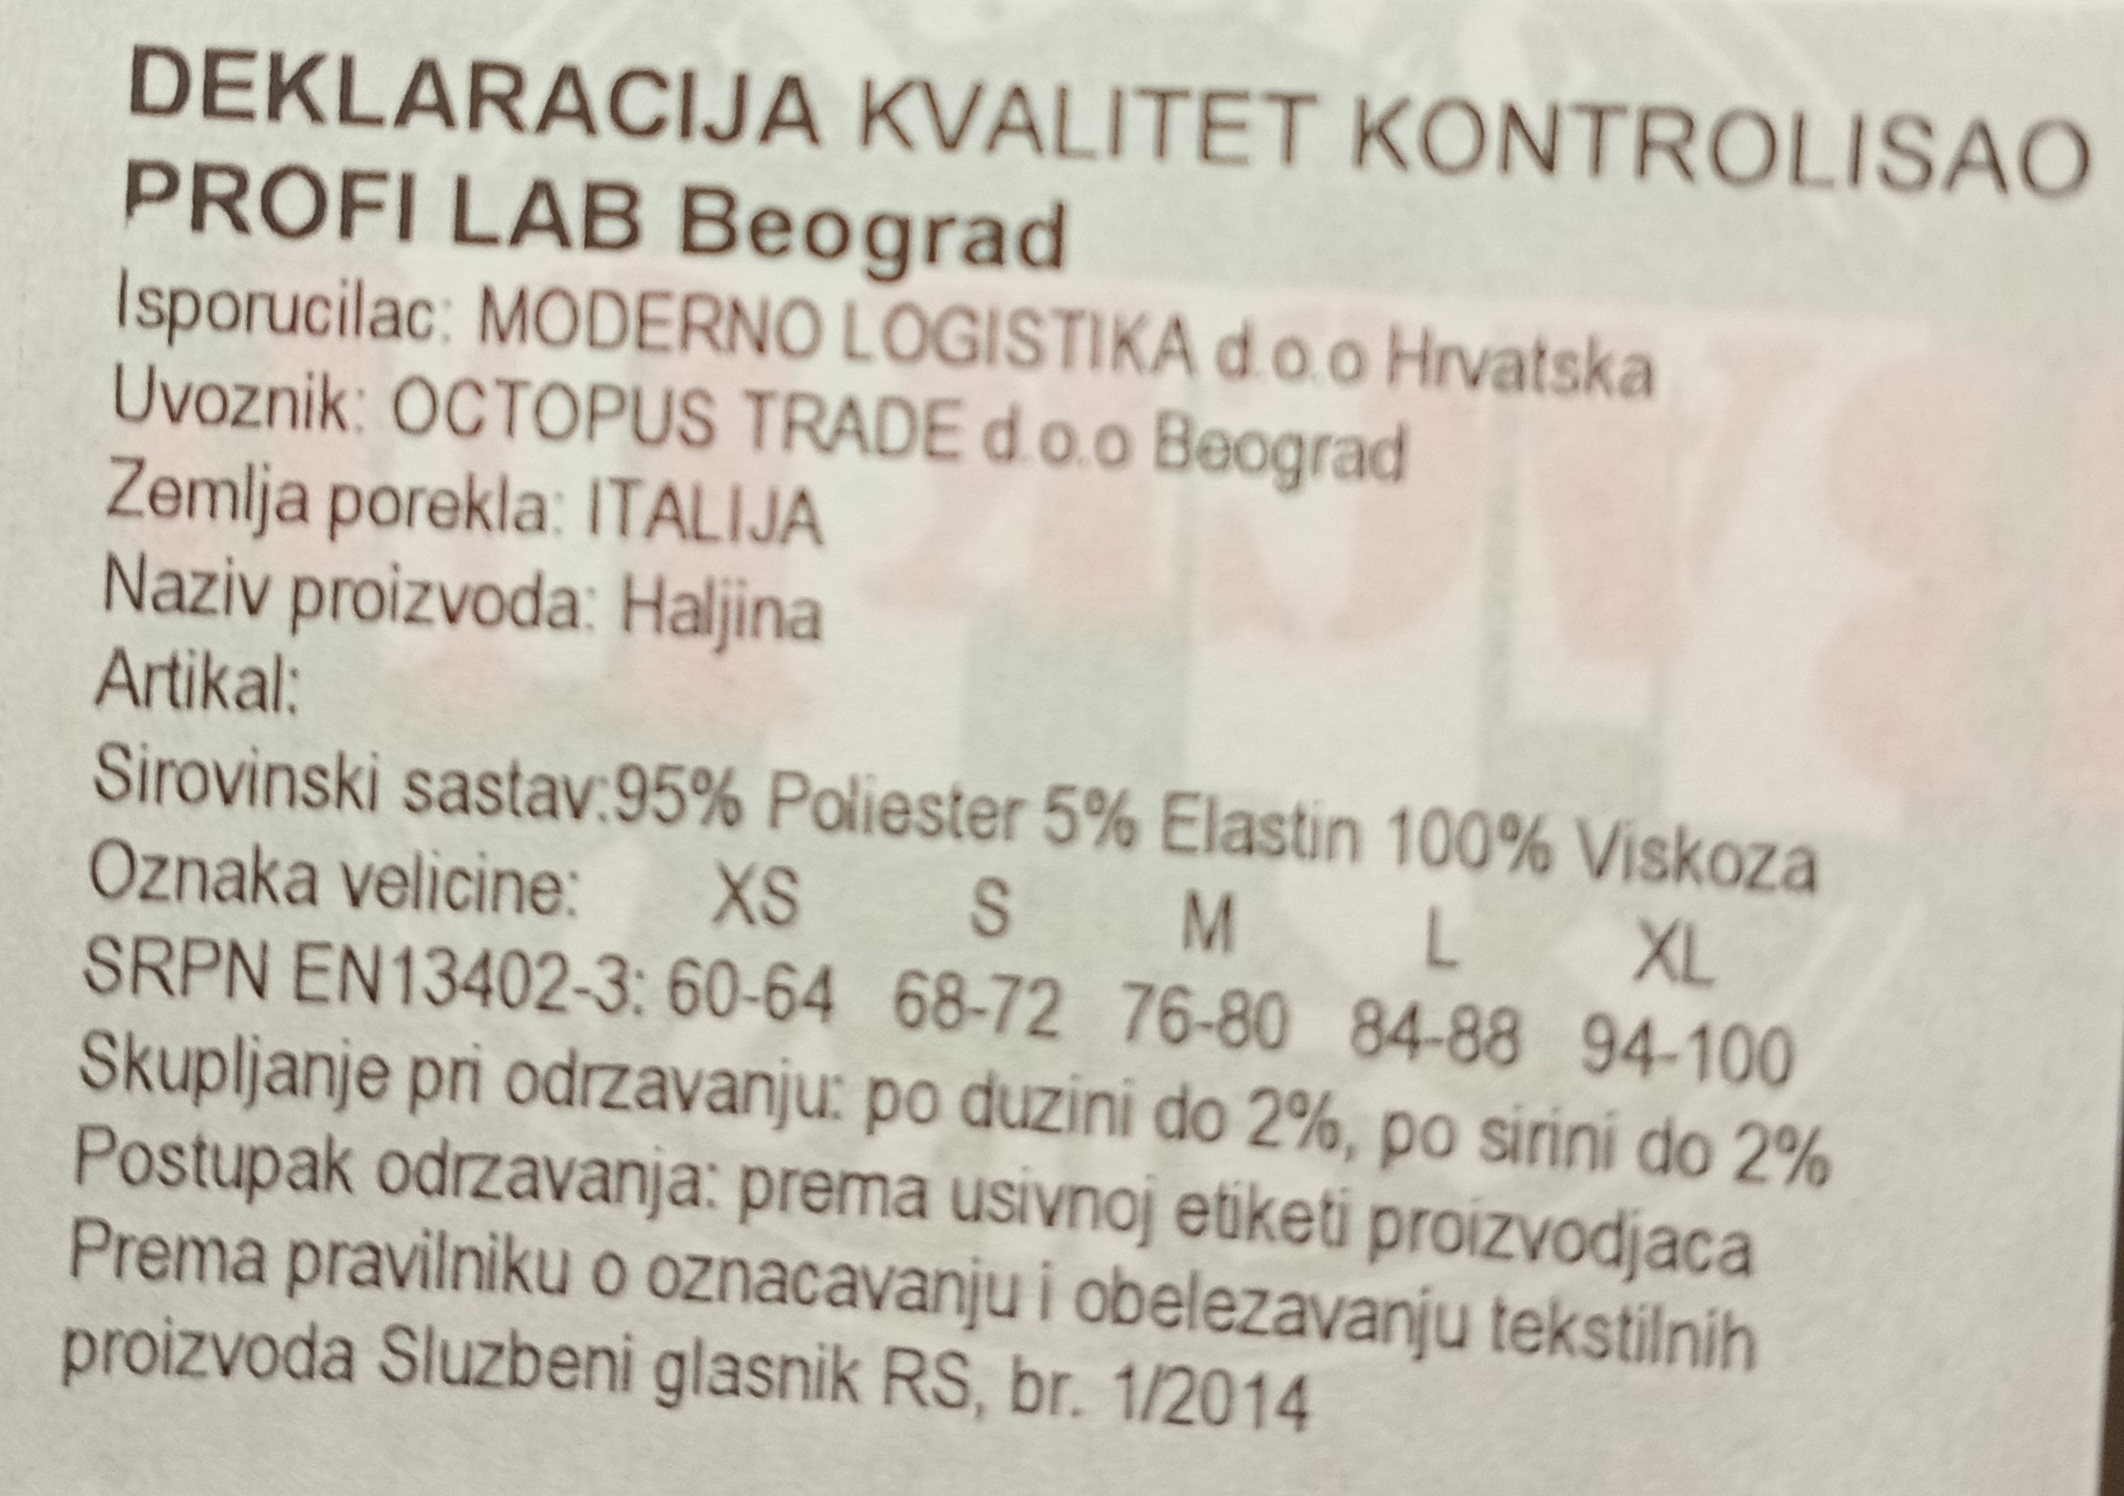 DEKLARACIJA KVALITET KONTROLISAO
PROFI LAB Beograd
Isporucilac: MODERNO LOGISTIKA d.o.o Hrvatska
Uvoznik: OCTOPUS TRADE d.o.o Beograd
Zemlja porekla: ITALIJA
Naziv proizvoda: Haljina
Artikal:
Sirovinski sastav:95% Poliester 5% Elastin 100% Viskoza
Oznaka velicine: XS S M L XL
SRPN EN13402-3: 60-64 68-72 76-80 84-88 94-100
Skupljanje pri odrzavanju: po duzini do 2%, po sirini do 2%
Postupak odrzavanja: prema usivnoj etiketi proizvodjaca
Prema pravilniku o oznacavanju i obelezavanju tekstilnih
proizvoda Sluzbeni glasnik RS, br. 1/2014